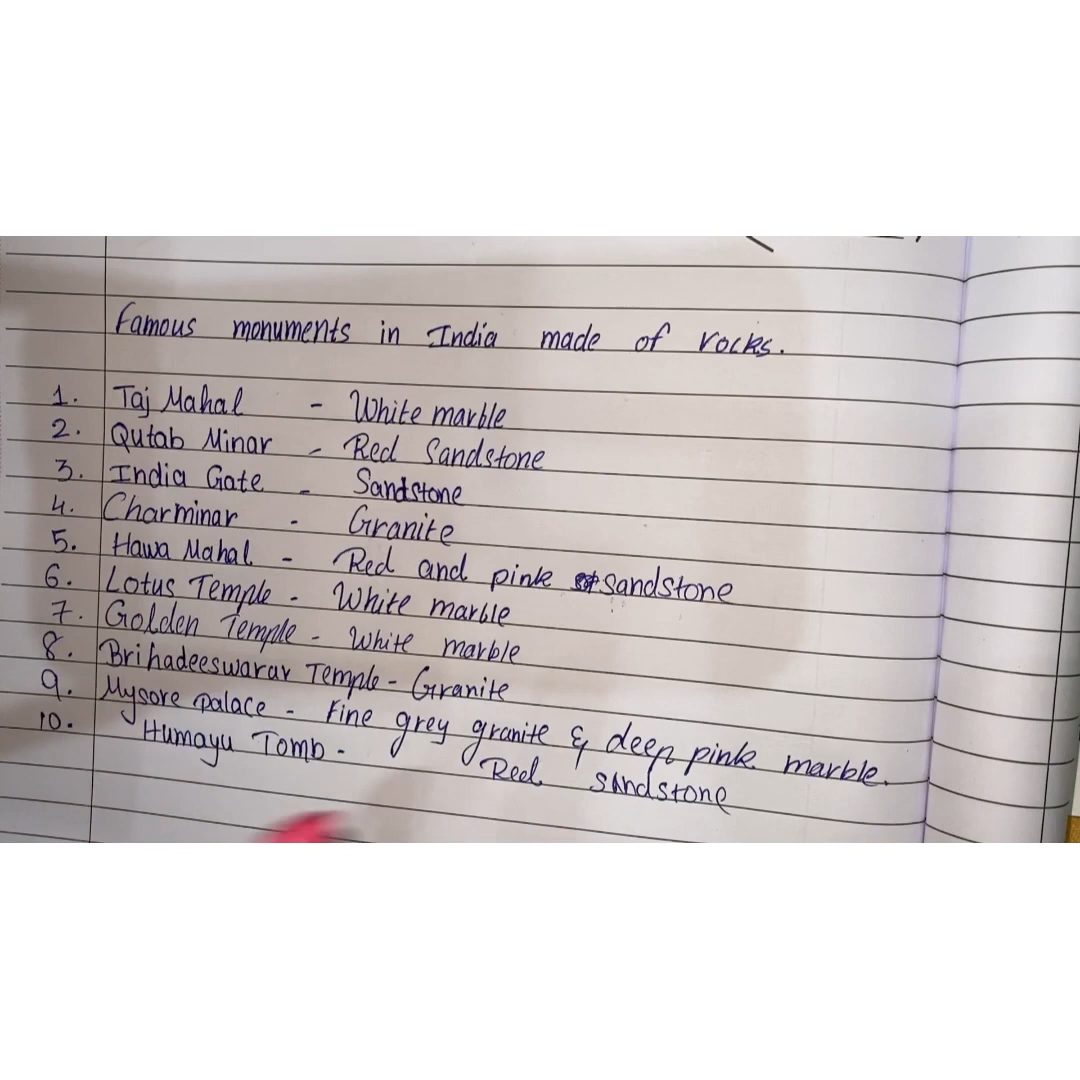 Famous monuments in India made of rocks.
1. Taj Mahal - White marble
2. Qutab Minar - Red Sandstone
3. India Gate - Sandstone
4. Charminar - Granite
5. Hawa Mahal - Red and pink sandstone
6. Lotus Temple - White marble
7. Golden Temple - White marble
8. Brihadeeswarar Temple - Granite
9. Mysore palace - Fine grey granite & deep pink marble.
10. Humayu Tomb - Red sandstone